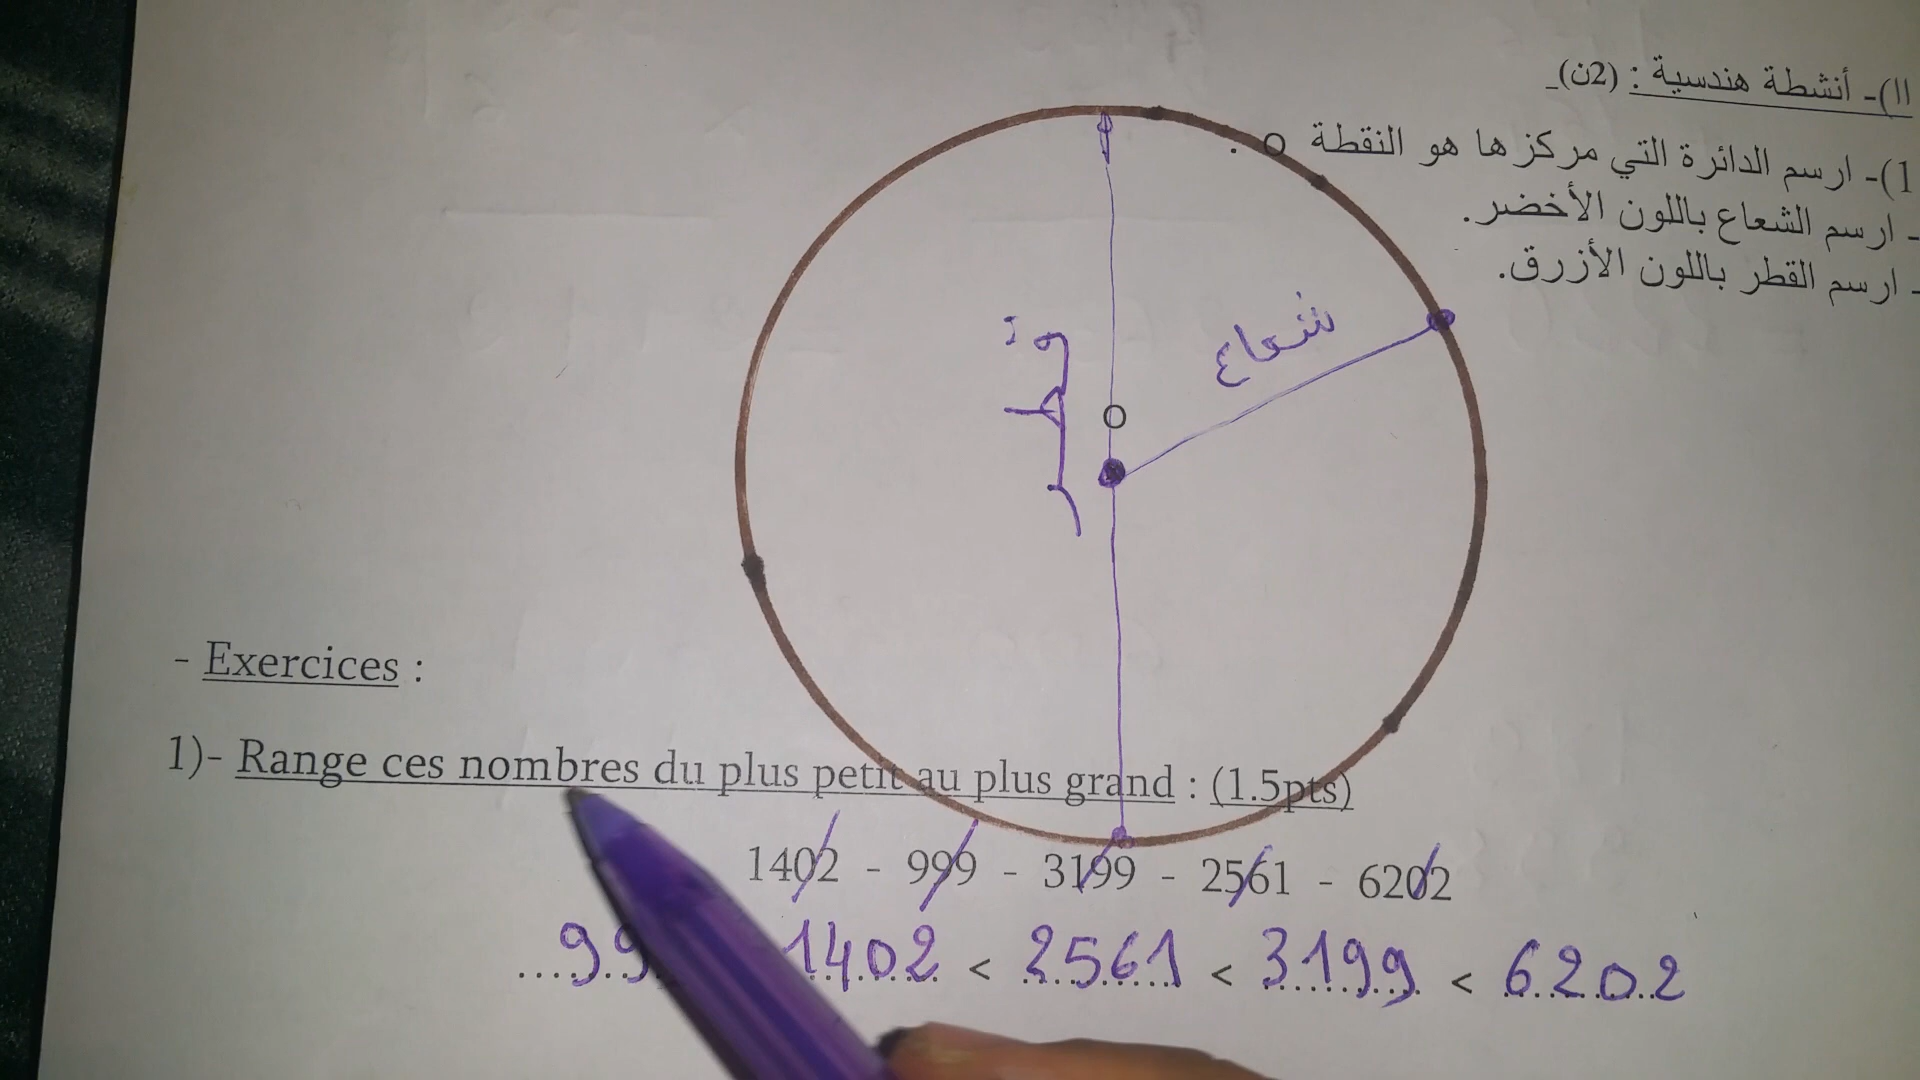 II)- أنشطة هندسية : (2ن)_
1)- ارسم الدائرة التي مركزها هو النقطة O .
- ارسم الشعاع باللون الأخضر.
- ارسم القطر باللون الأزرق.
شعاع
قطر
O
- Exercices :
1)- Range ces nombres du plus petit au plus grand : (1.5pts)
1402 - 999 - 3199 - 2561 - 6202
....99 1402 < 2561 < 3199 < 6202